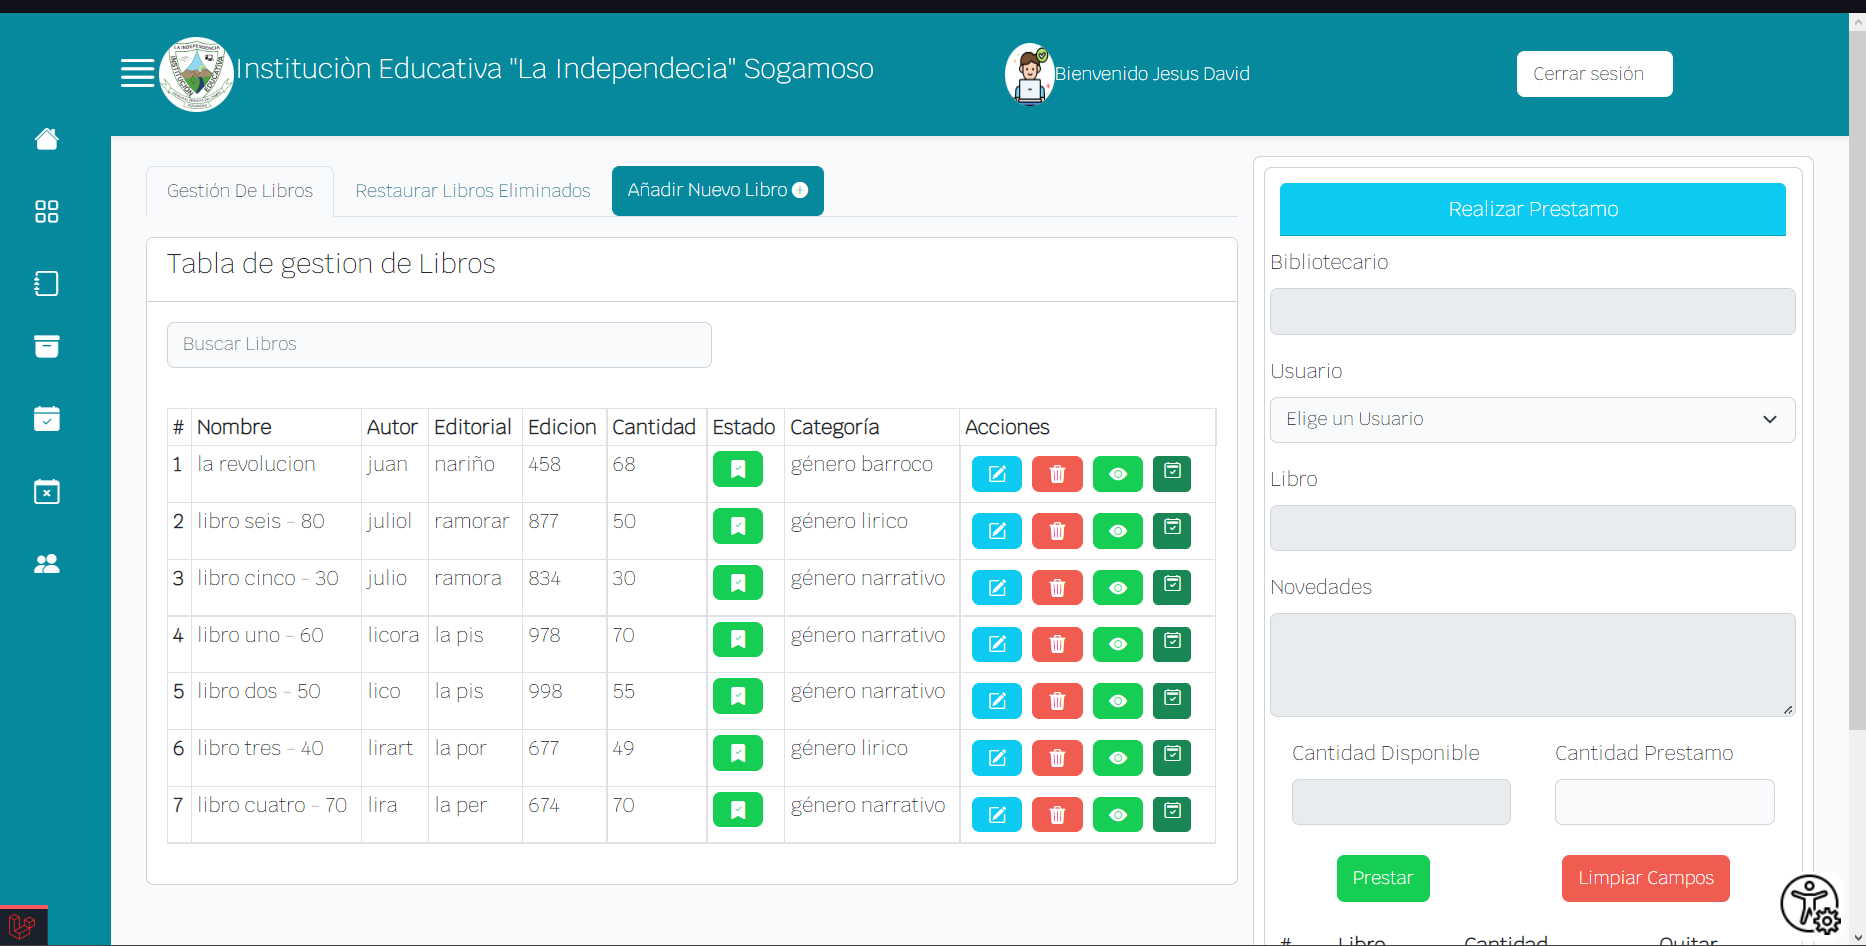 Instituciòn Educativa "La Independecia" Sogamoso
Bienvenido Jesus David
Cerrar sesión
Gestión De Libros
Restaurar Libros Eliminados
Añadir Nuevo Libro
Tabla de gestion de Libros
Buscar Libros
# Nombre Autor Editorial Edicion Cantidad Estado Categoría Acciones
1 la revolucion juan nariño 458 68 género barroco
2 libro seis - 80 juliol ramorar 877 50 género lirico
3 libro cinco - 30 julio ramora 834 30 género narrativo
4 libro uno - 60 licora la pis 978 70 género narrativo
5 libro dos - 50 lico la pis 998 55 género narrativo
6 libro tres - 40 lirart la por 677 49 género lirico
7 libro cuatro - 70 lira la per 674 70 género narrativo
Realizar Prestamo
Bibliotecario
Usuario
Elige un Usuario
Libro
Novedades
Cantidad Disponible Cantidad Prestamo
Prestar Limpiar Campos
# Libro Cantidad Quitar